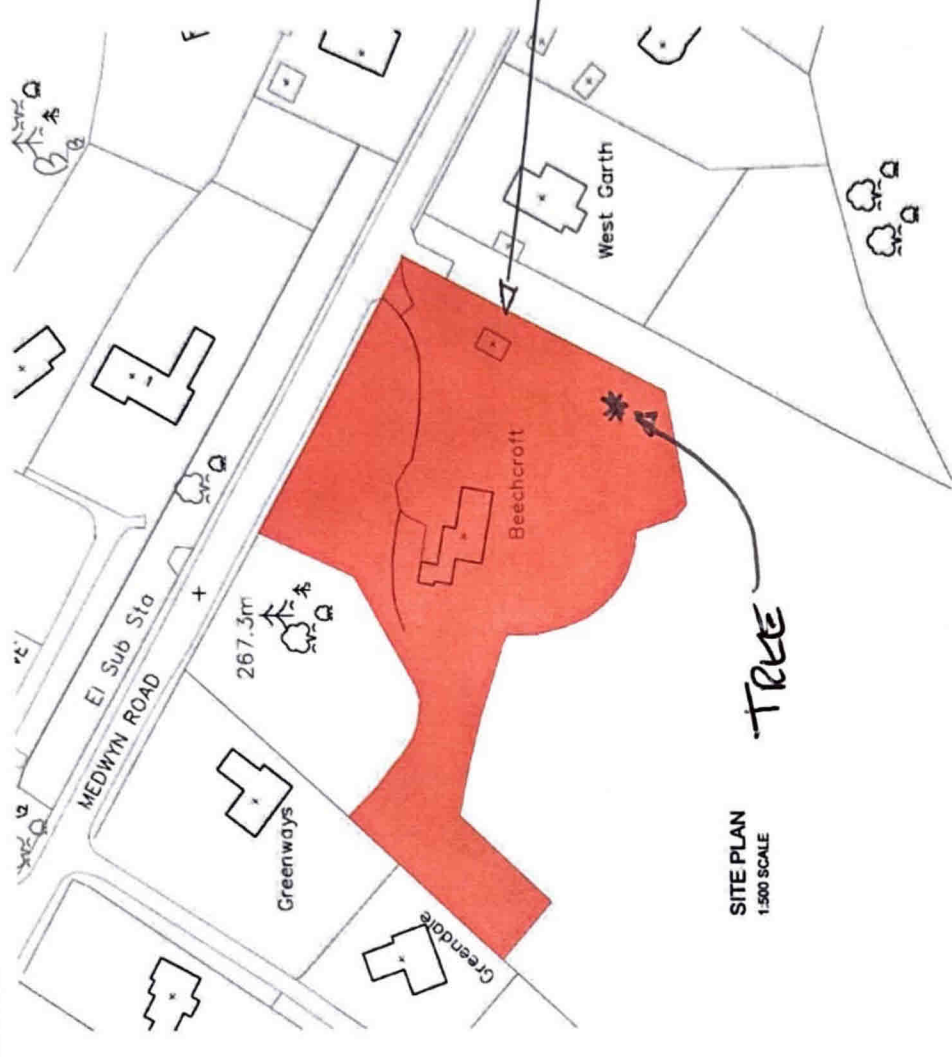 West Garth
Beechcroft
267.3m
El Sub Sta
MEDWYN ROAD
Greenways
Greendale
TREE
SITE PLAN
1:500 SCALE